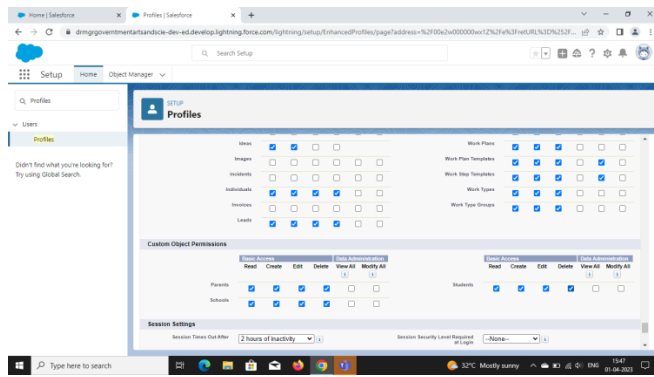 Home | Salesforce
Profiles | Salesforce
drmgrgoverntmentartsandscie-dev-ed.develop.lightning.force.com/lightning/setup/EnhancedProfiles/page?address=%2F00e2w000000wx1Z%2Fe%3FretURL%3D%252F...
Search Setup
Setup
Home
Object Manager
Profiles
Users
Profiles
Didn't find what you're looking for?
Try using Global Search.
SETUP
Profiles
Ideas
Images
Incidents
Individuals
Invoices
Leads
Work Plans
Work Plan Templates
Work Step Templates
Work Types
Work Type Groups
Custom Object Permissions
Basic Access Data Administration
Read Create Edit Delete View All Modify All
Parents
Schools
Basic Access Data Administration
Read Create Edit Delete View All Modify All
Students
Session Settings
Session Times Out After 2 hours of inactivity
Session Security Level Required
at Login
--None--
Type here to search
32°C Mostly sunny
ENG
15:47
01-04-2023